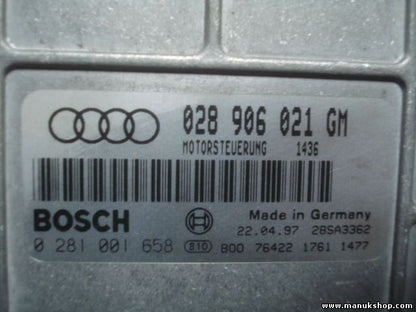 028 906 021 GM
MOTORSTEUERUNG 1436
BOSCH Made in Germany
22.04.97 28SA3362
0 281 001 658 810 800 76422 1761 1477
www.manukshop.com